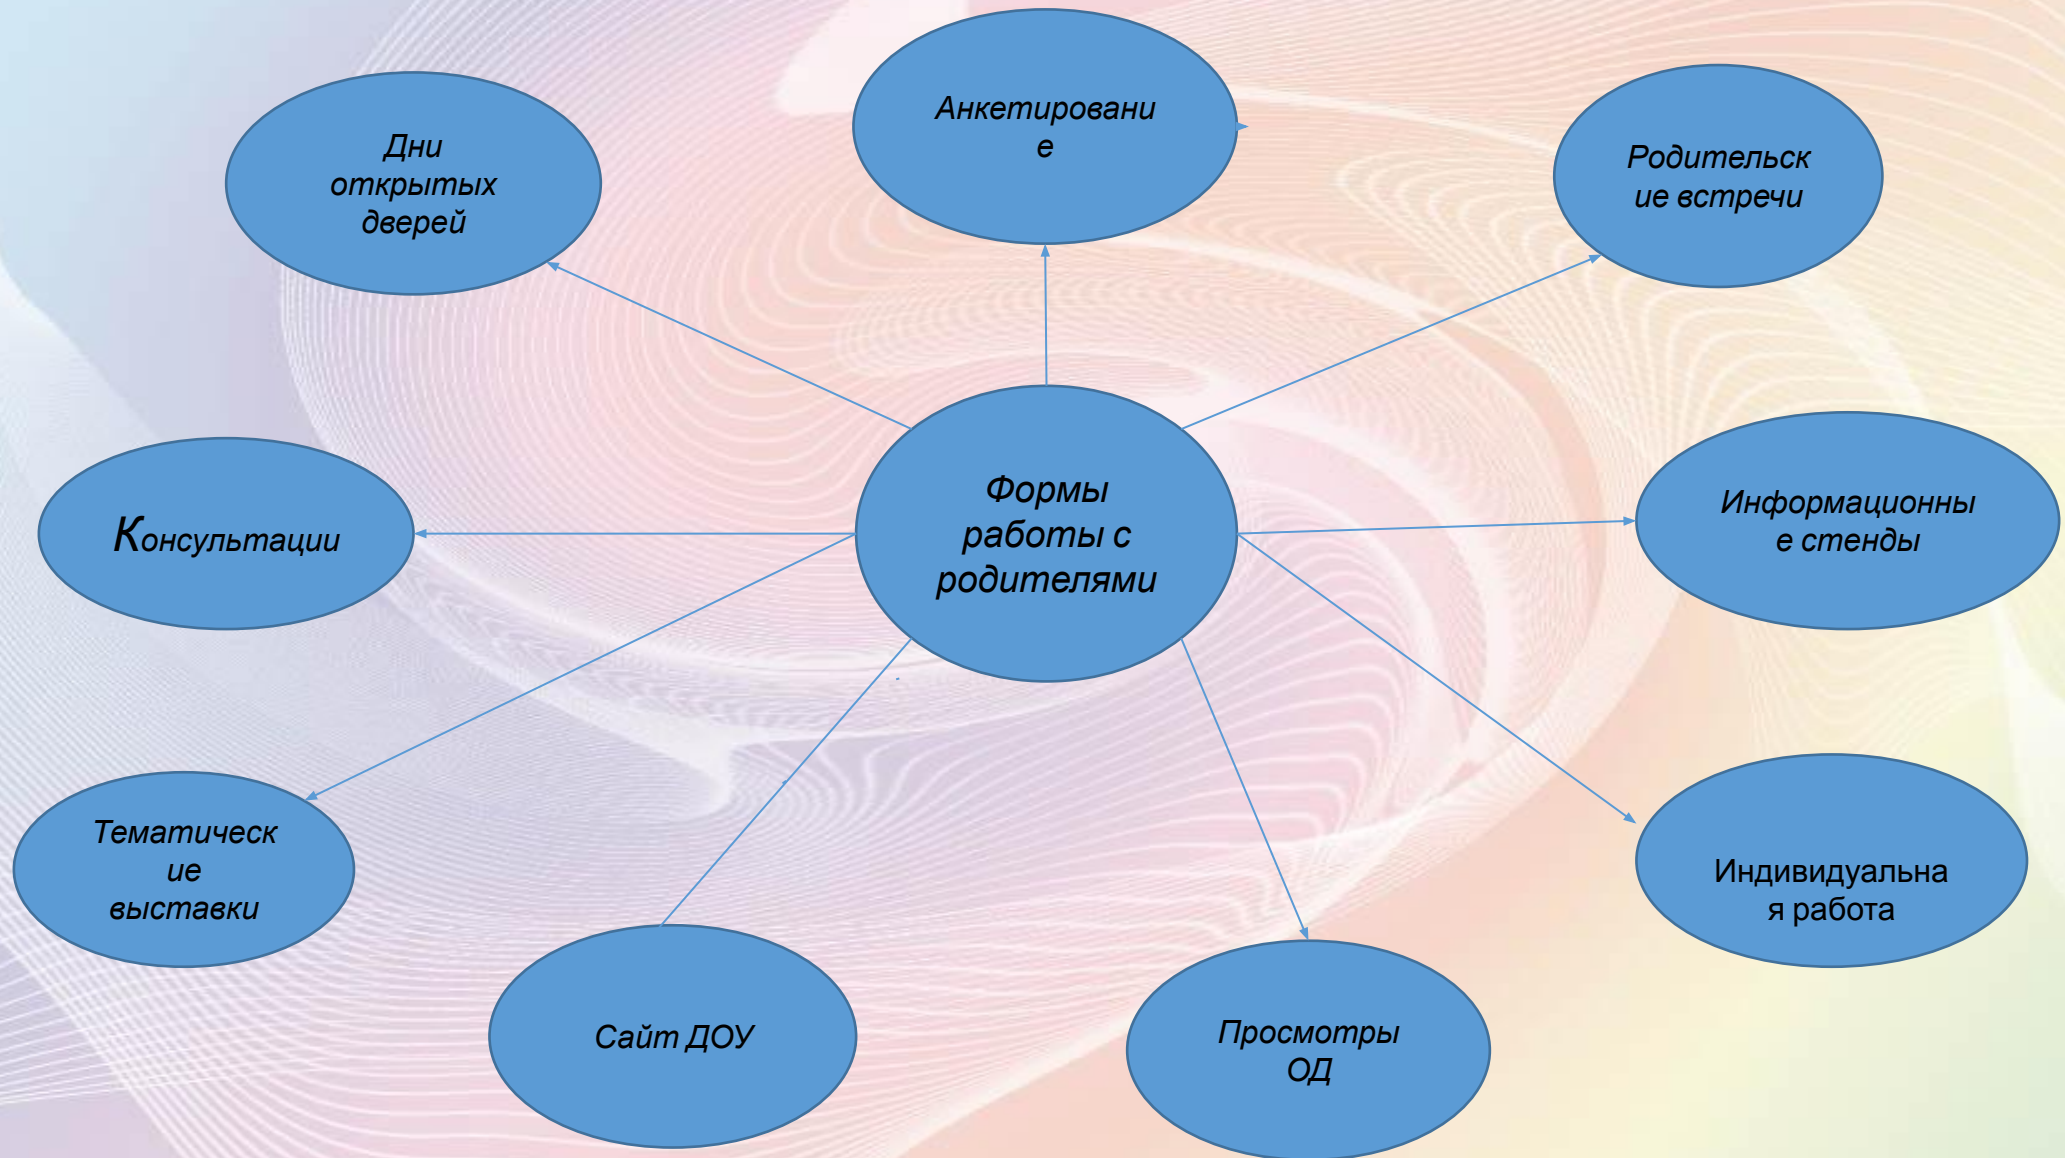 Анкетировани
е
Дни
открытых
дверей
Родительск
ие встречи
Формы
работы с
родителями
Консультации
Информационны
е стенды
Тематическ
ие
выставки
Индивидуальна
я работа
Сайт ДОУ
Просмотры
ОД